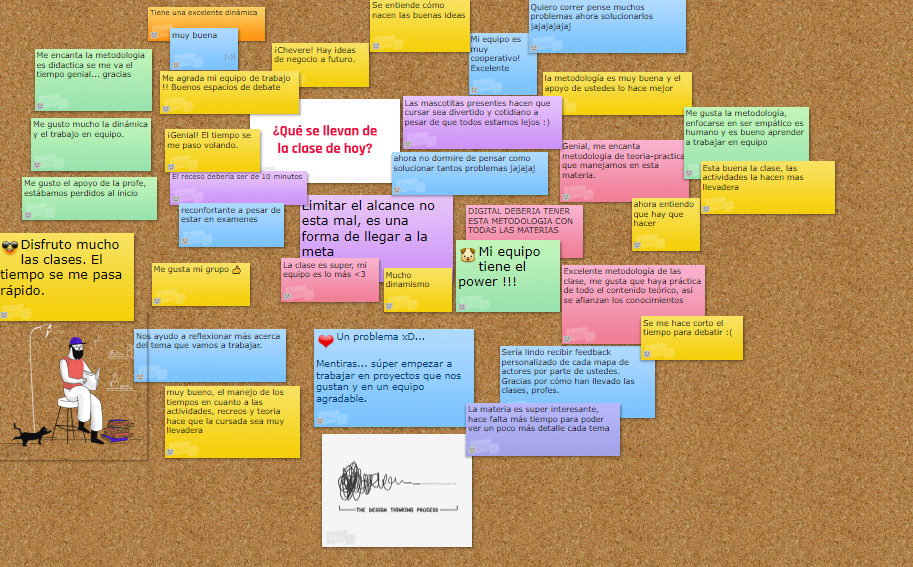 Tiene una excelente dinámica
muy buena
(:))
Se entiende cómo
nacen las buenas ideas
Quiero correr pense muchos
problemas ahora solucionarlos
jajajajaj
Mi equipo es
muy
cooperativo!
Excelente
¡Chevere! Hay ideas
de negocio a futuro.
Me encanta la metodología
es didactica se me va el
tiempo genial... gracias
Me agrada mi equipo de trabajo
!! Buenos espacios de debate
la metodología es muy buena y el
apoyo de ustedes lo hace mejor
Las mascotitas presentes hacen que
cursar sea divertido y cotidiano a
pesar de que todos estamos lejos :)
Me gusta la metodología,
enfocarse en ser empático es
humano y es bueno aprender
a trabajar en equipo
Me gusto mucho la dinámica
y el trabajo en equipo.
¡Genial! El tiempo se
me paso volando.
¿Qué se llevan de
la clase de hoy?
Genial, me encanta
metodologia de teoria-practica
que manejamos en esta
materia.
ahora no dormire de pensar como
solucionar tantos problemas jajajaj
Esta buena la clase, las
actividades la hacen mas
llevadera
Me gusto el apoyo de la profe,
estábamos perdidos al inicio
El receso debería ser de 10 minutos
reconfortante a pesar de
estar en examenes
Limitar el alcance no
esta mal, es una
forma de llegar a la
meta
DIGITAL DEBERIA TENER
ESTA METODOLOGIA CON
TODAS LAS MATERIAS
ahora entiendo
que hay que
hacer
Disfruto mucho
las clases. El
tiempo se me pasa
rápido.
Mi equipo
tiene el
power !!!
Me gusta mi grupo
La clase es super, mi
equipo es lo más <3
Mucho
dinamismo
Excelente metodología de las
clase, me gusta que haya práctica
de todo el contenido teórico, así
se afianzan los conocimientos
Se me hace corto el
tiempo para debatir :(
Nos ayudo a reflexionar más acerca
del tema que vamos a trabajar.
Un problema xD...
Mentiras... súper empezar a
trabajar en proyectos que nos
gustan y en un equipo
agradable.
Sería lindo recibir feedback
personalizado de cada mapa de
actores por parte de ustedes.
Gracias por cómo han llevado las
clases, profes.
muy bueno, el manejo de los
tiempos en cuanto a las
actividades, recreos y teoria
hace que la cursada sea muy
llevadera
La materia es super interesante,
hace falta más tiempo para poder
ver un poco más detalle cada tema
THE DESIGN THINKING PROCESS